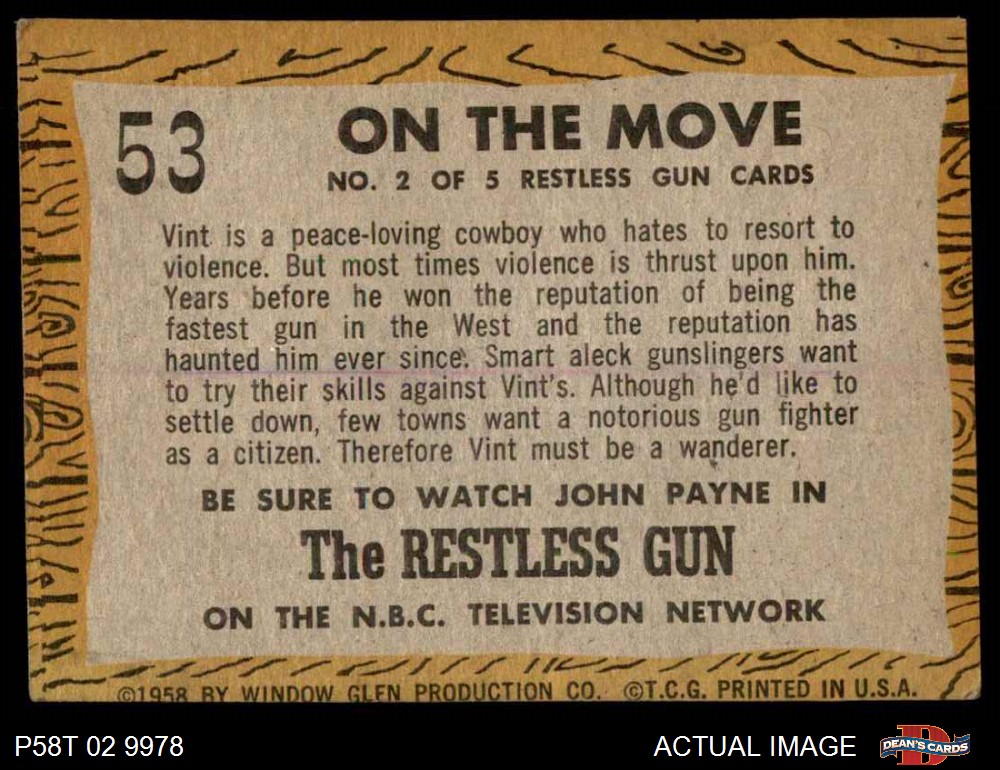 53
ON THE MOVE
NO. 2 OF 5 RESTLESS GUN CARDS
Vint is a peace-loving cowboy who hates to resort to
violence. But most times violence is thrust upon him.
Years before he won the reputation of being the
fastest gun in the West and the reputation has
haunted him ever since. Smart aleck gunslingers want
to try their skills against Vint's. Although he'd like to
settle down, few towns want a notorious gun fighter
as a citizen. Therefore Vint must be a wanderer.
BE SURE TO WATCH JOHN PAYNE IN
The RESTLESS GUN
ON THE N.B.C. TELEVISION NETWORK
©1958 BY WINDOW GLEN PRODUCTION CO. ©T.C.G. PRINTED IN U.S.A.
P58T 02 9978
ACTUAL IMAGE
D
DEAN'S CARDS